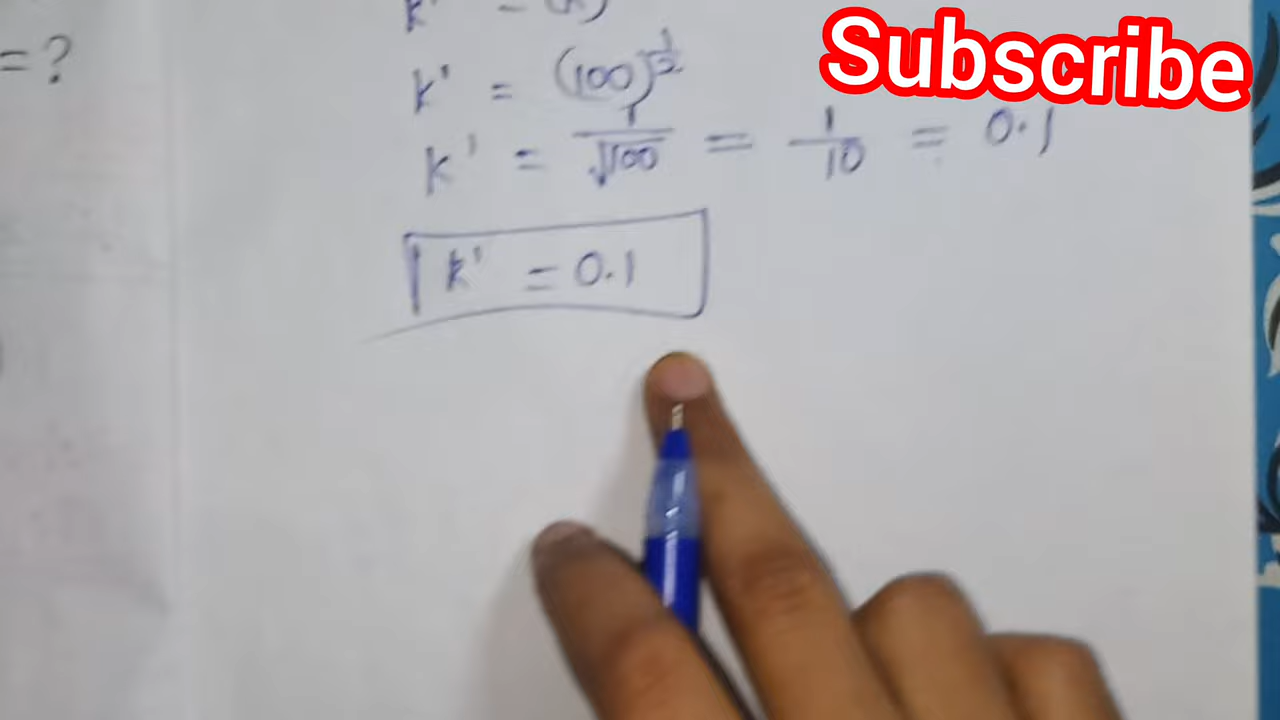 Subscribe
= ?
k' = (100)^1/2
k' = 1/√100 = 1/10 = 0.1
k' = 0.1